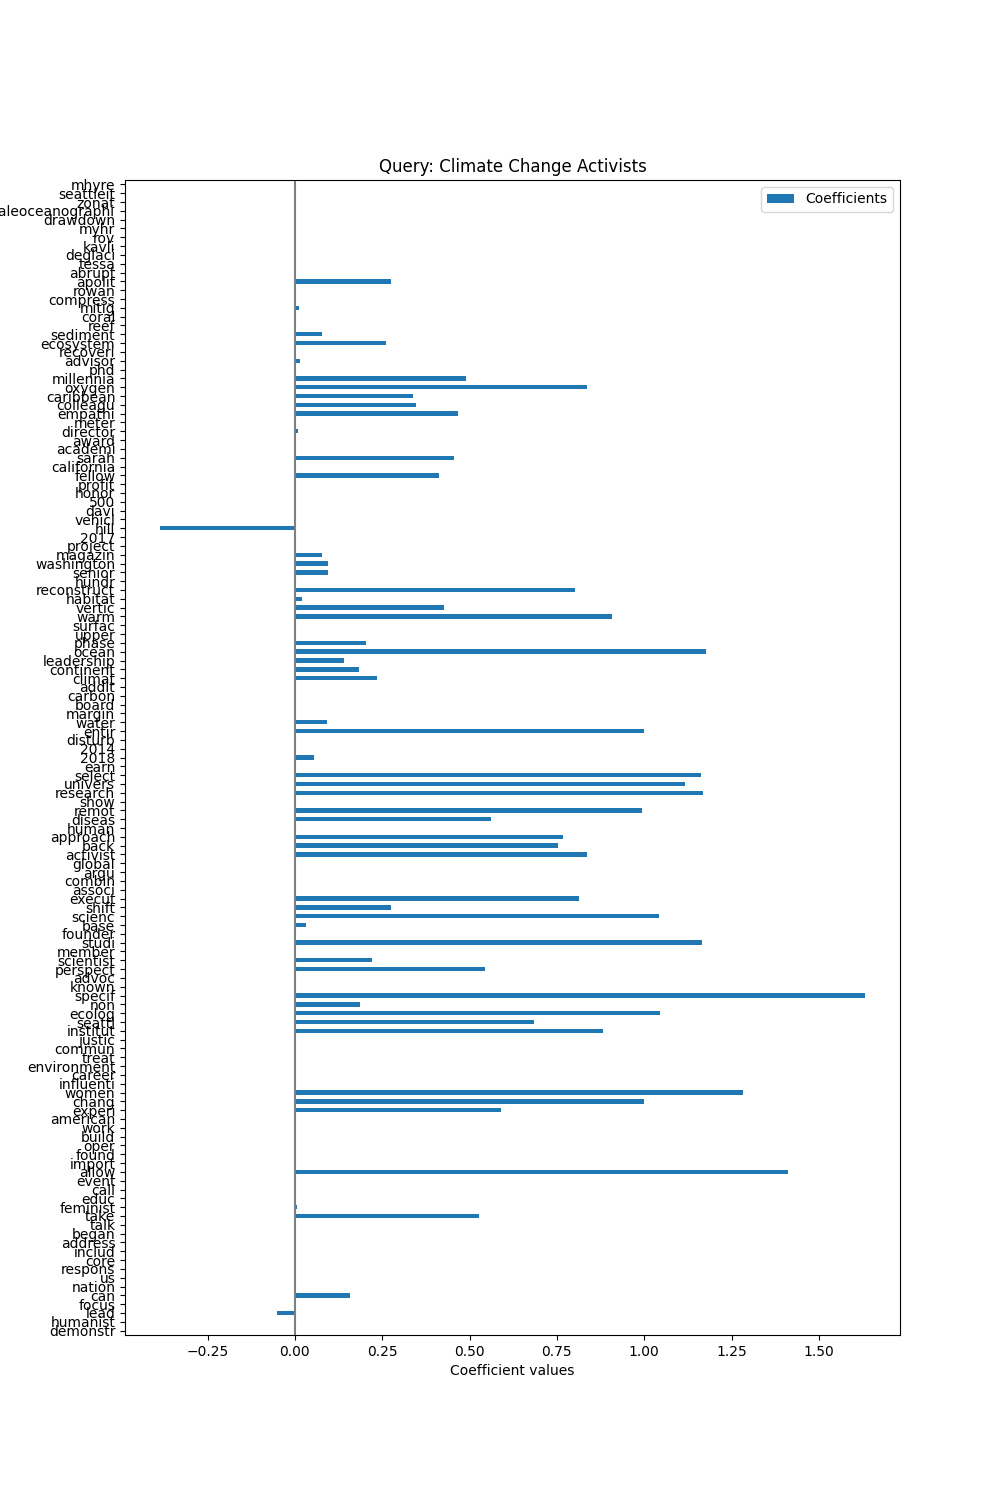 Query: Climate Change Activists
Coefficients
mhyre
seattleit
zonat
aleoceanographi
drawdown
myhr
fov
kavli
deglaci
tessa
abrupt
apolit
rowan
compress
mitig
coral
reef
sediment
ecosystem
recoveri
advisor
phd
millennia
oxygen
caribbean
colleagu
empathi
meter
director
award
academi
sarah
california
fellow
profit
honor
500
davi
vehicl
hill
2017
project
magazin
washington
senior
hundr
reconstruct
habitat
vertic
warm
surfac
upper
phase
ocean
leadership
continent
climat
addit
carbon
board
margin
water
entir
disturb
2014
2018
earn
select
univers
research
show
remot
diseas
human
approach
back
activist
global
argu
combin
associ
execut
shift
scienc
base
founder
studi
member
scientist
perspect
advoc
known
specif
non
ecolog
seattl
institut
justic
commun
treat
environment
career
influenti
women
chang
experi
american
work
build
oper
found
import
allow
event
call
educ
feminist
take
talk
began
address
includ
core
respons
us
nation
can
focus
lead
humanist
demonstr
−0.25 0.00 0.25 0.50 0.75 1.00 1.25 1.50
Coefficient values